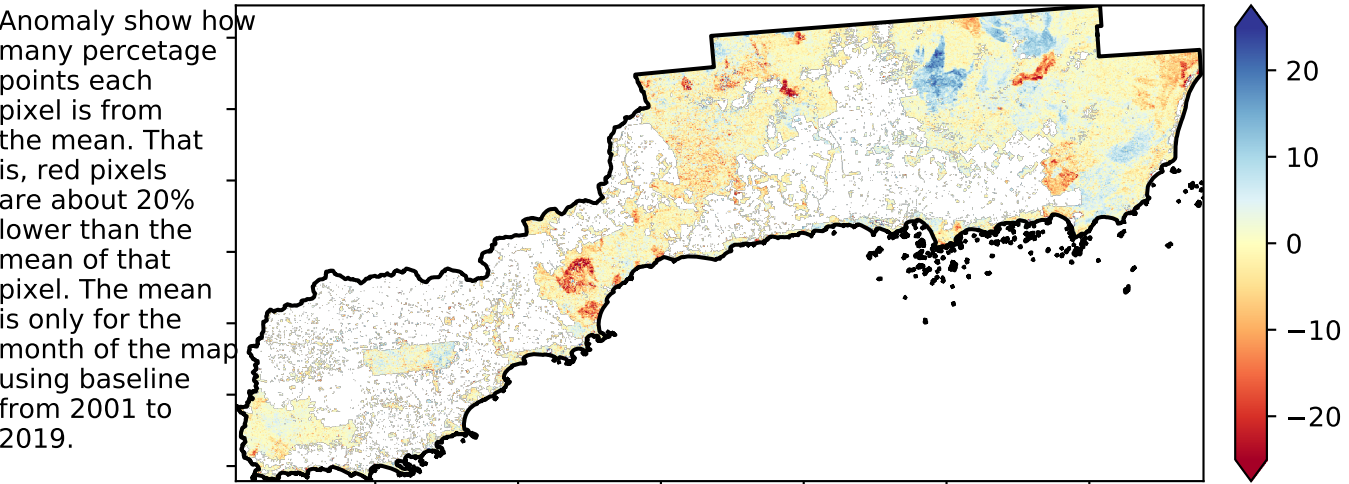 Anomaly show how
many percetage
points each
pixel is from
the mean. That
is, red pixels
are about 20%
lower than the
mean of that
pixel. The mean
is only for the
month of the map
using baseline
from 2001 to
2019.
20
10
0
−10
−20